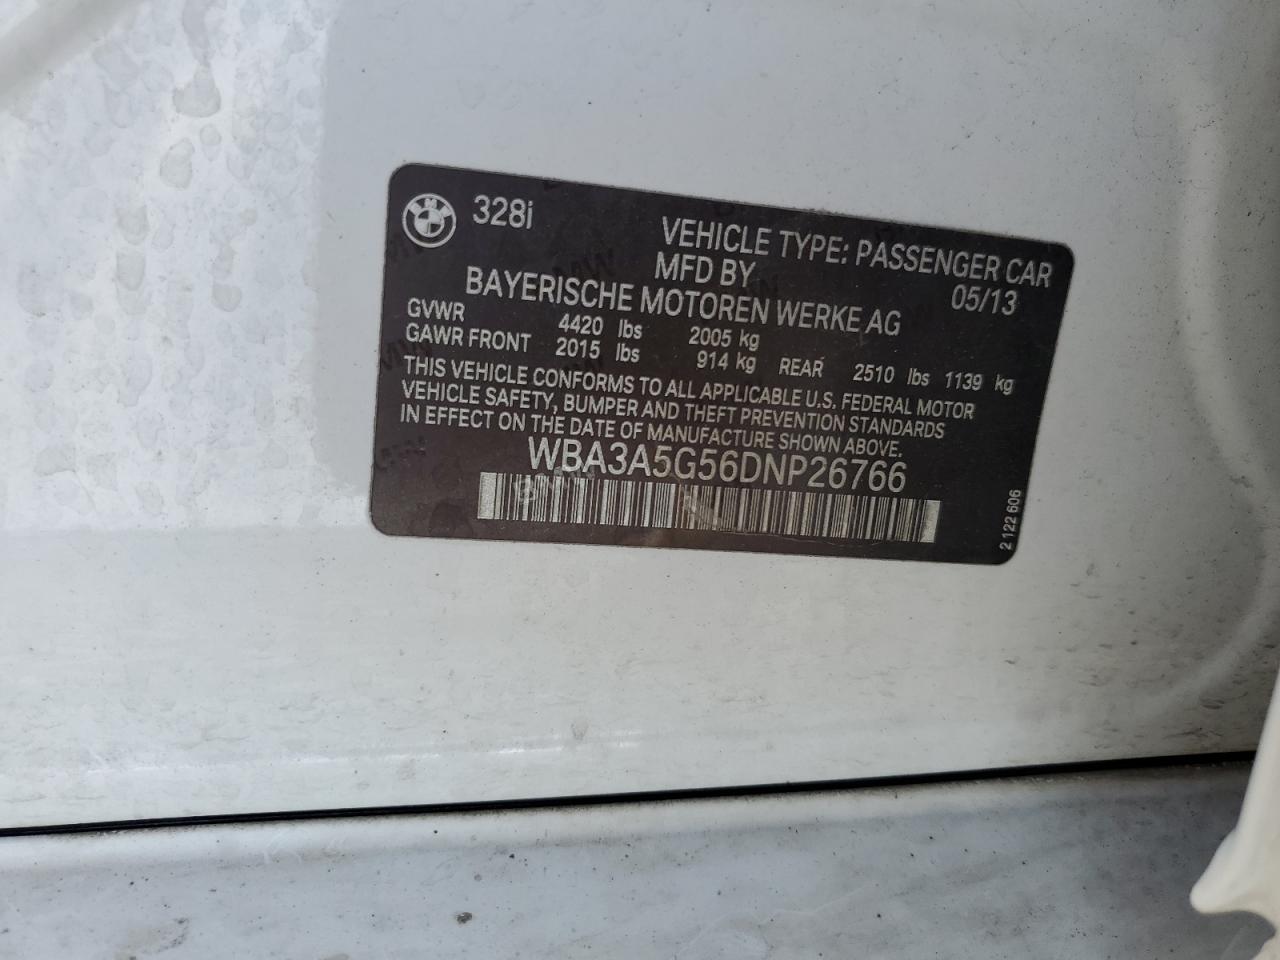 BMW 328i
VEHICLE TYPE: PASSENGER CAR
MFD BY 05/13
BAYERISCHE MOTOREN WERKE AG
GVWR 4420 lbs 2005 kg
GAWR FRONT 2015 lbs 914 kg REAR 2510 lbs 1139 kg
THIS VEHICLE CONFORMS TO ALL APPLICABLE U.S. FEDERAL MOTOR
VEHICLE SAFETY, BUMPER AND THEFT PREVENTION STANDARDS
IN EFFECT ON THE DATE OF MANUFACTURE SHOWN ABOVE.
WBA3A5G56DNP26766
2 122 606